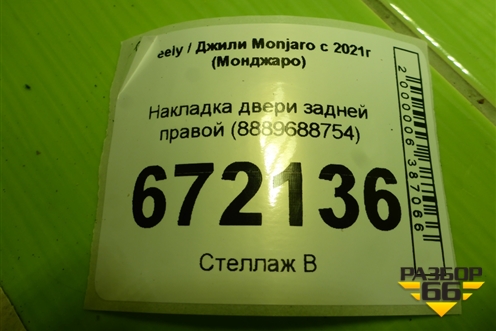 eely / Джили Monjaro с 2021г
(Монджаро)
Накладка двери задней
правой (8889688754)
672136
Стеллаж В
2000006387066
РАЗБОР
66